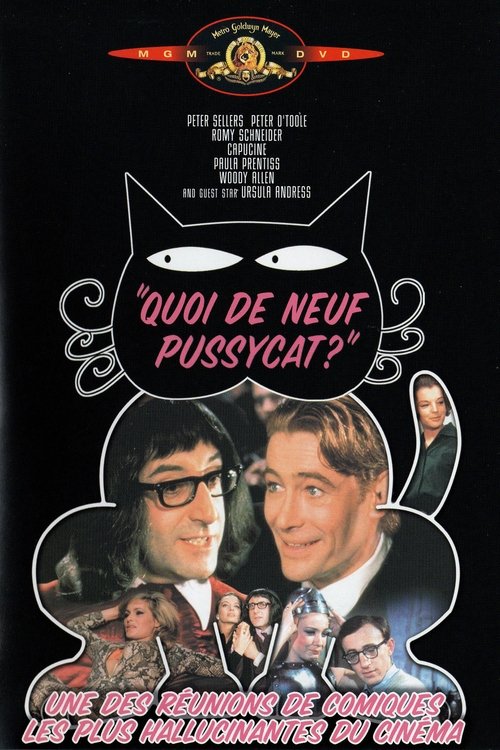 Metro Goldwyn Mayer
MGM TRADE MARK DVD
PETER SELLERS PETER O'TOOLE
ROMY SCHNEIDER
CAPUCINE
PAULA PRENTISS
WOODY ALLEN
AND GUEST STAR URSULA ANDRESS
"QUOI DE NEUF
PUSSYCAT?"
UNE DES RÉUNIONS DE COMIQUES
LES PLUS HALLUCINANTES DU CINÉMA